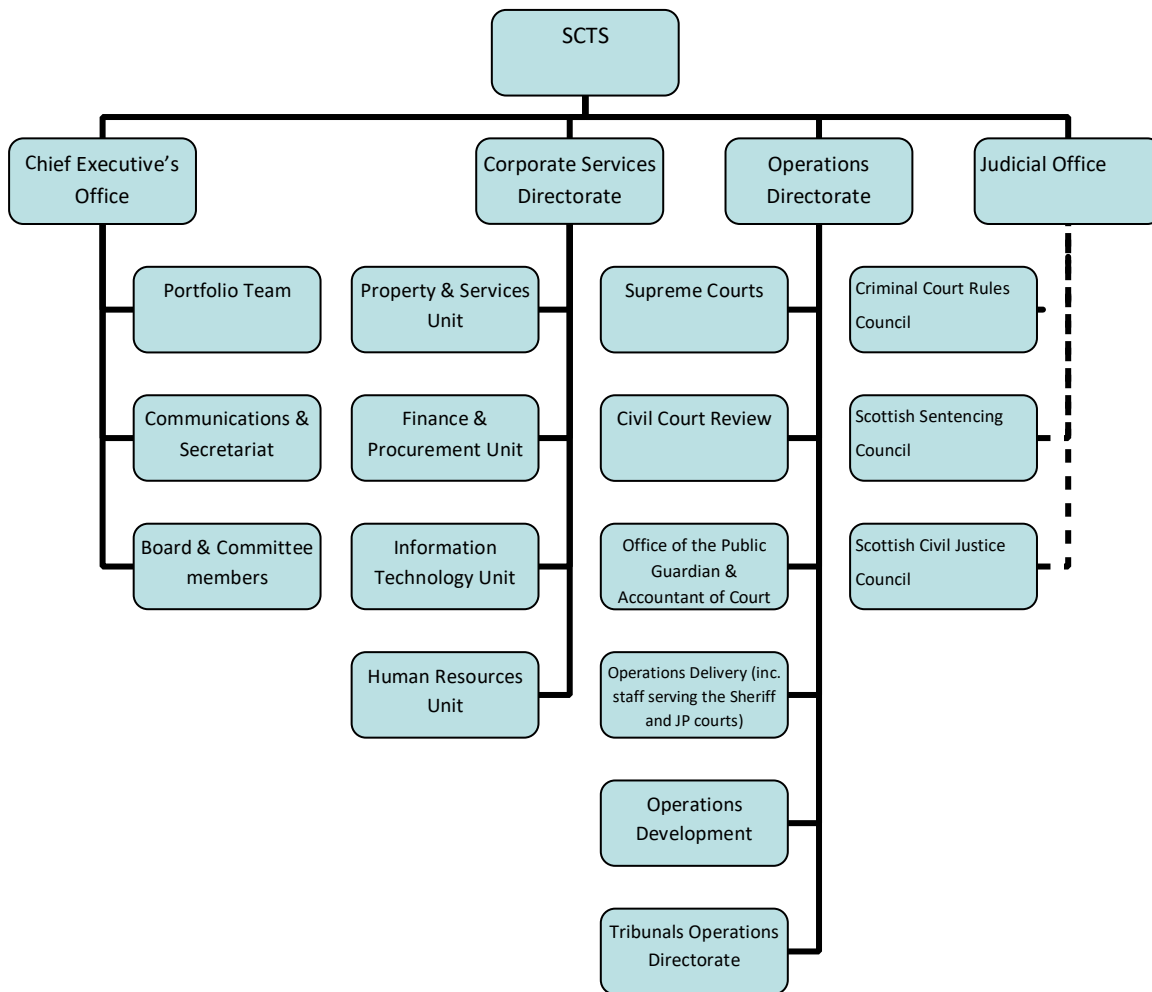 SCTS
Chief Executive’s
Office
Corporate Services
Directorate
Operations
Directorate
Judicial Office
Portfolio Team
Property & Services
Unit
Supreme Courts
Criminal Court Rules
Council
Communications &
Secretariat
Finance &
Procurement Unit
Civil Court Review
Scottish Sentencing
Council
Board & Committee
members
Information
Technology Unit
Office of the Public
Guardian &
Accountant of Court
Scottish Civil Justice
Council
Human Resources
Unit
Operations Delivery (inc.
staff serving the Sheriff
and JP courts)
Operations
Development
Tribunals Operations
Directorate